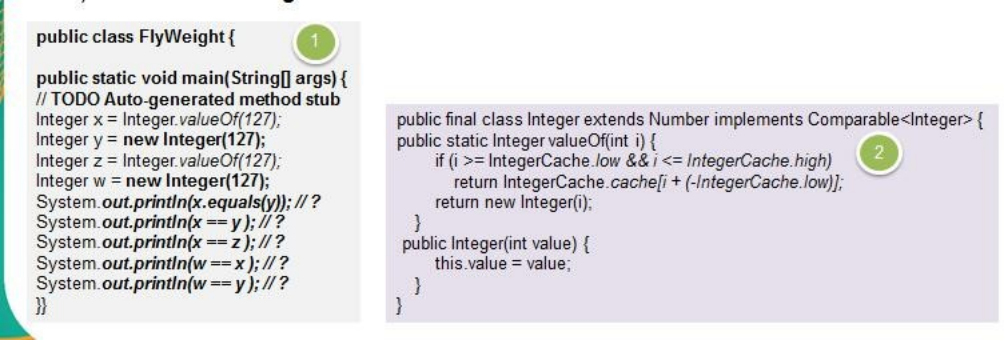 public class FlyWeight {
1
public static void main(String[] args) {
// TODO Auto-generated method stub
Integer x = Integer.valueOf(127);
Integer y = new Integer(127);
Integer z = Integer.valueOf(127);
Integer w = new Integer(127);
System.out.println(x.equals(y)); // ?
System.out.println(x == y ); // ?
System.out.println(x == z ); // ?
System.out.println(w == x ); // ?
System.out.println(w == y ); // ?
}}
public final class Integer extends Number implements Comparable<Integer> {
public static Integer valueOf(int i) {
2
if (i >= IntegerCache.low && i <= IntegerCache.high)
return IntegerCache.cache[i + (-IntegerCache.low)];
return new Integer(i);
}
public Integer(int value) {
this.value = value;
}
}